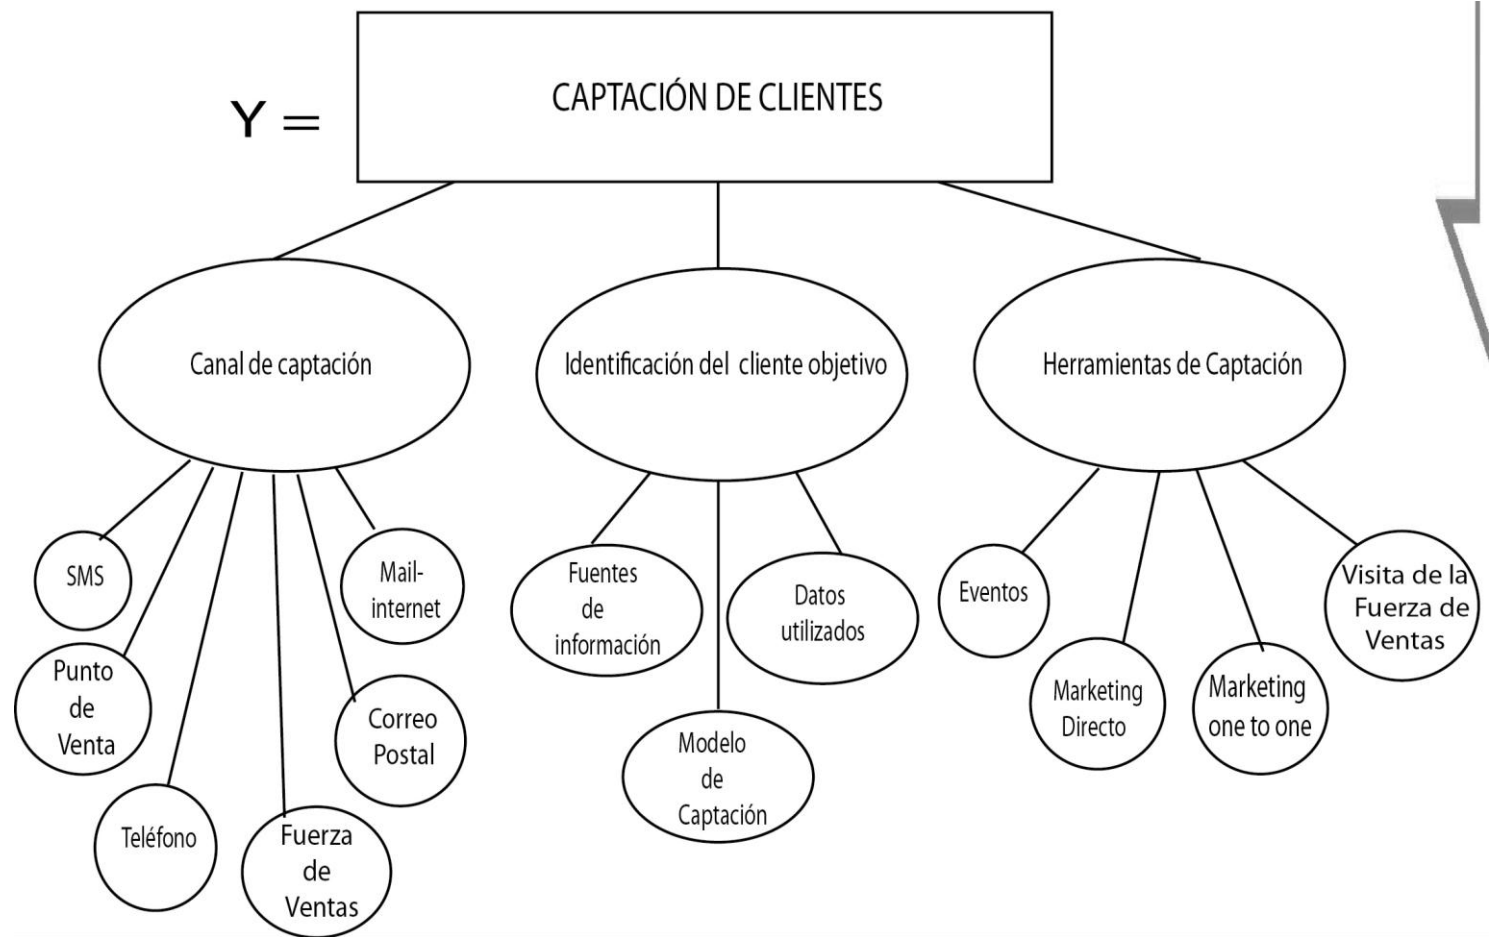 Y =
CAPTACIÓN DE CLIENTES
Canal de captación
Identificación del cliente objetivo
Herramientas de Captación
SMS
Punto
de
Venta
Teléfono
Fuerza
de
Ventas
Correo
Postal
Mail-
internet
Fuentes
de
información
Modelo
de
Captación
Datos
utilizados
Eventos
Marketing
Directo
Marketing
one to one
Visita de la
Fuerza de
Ventas